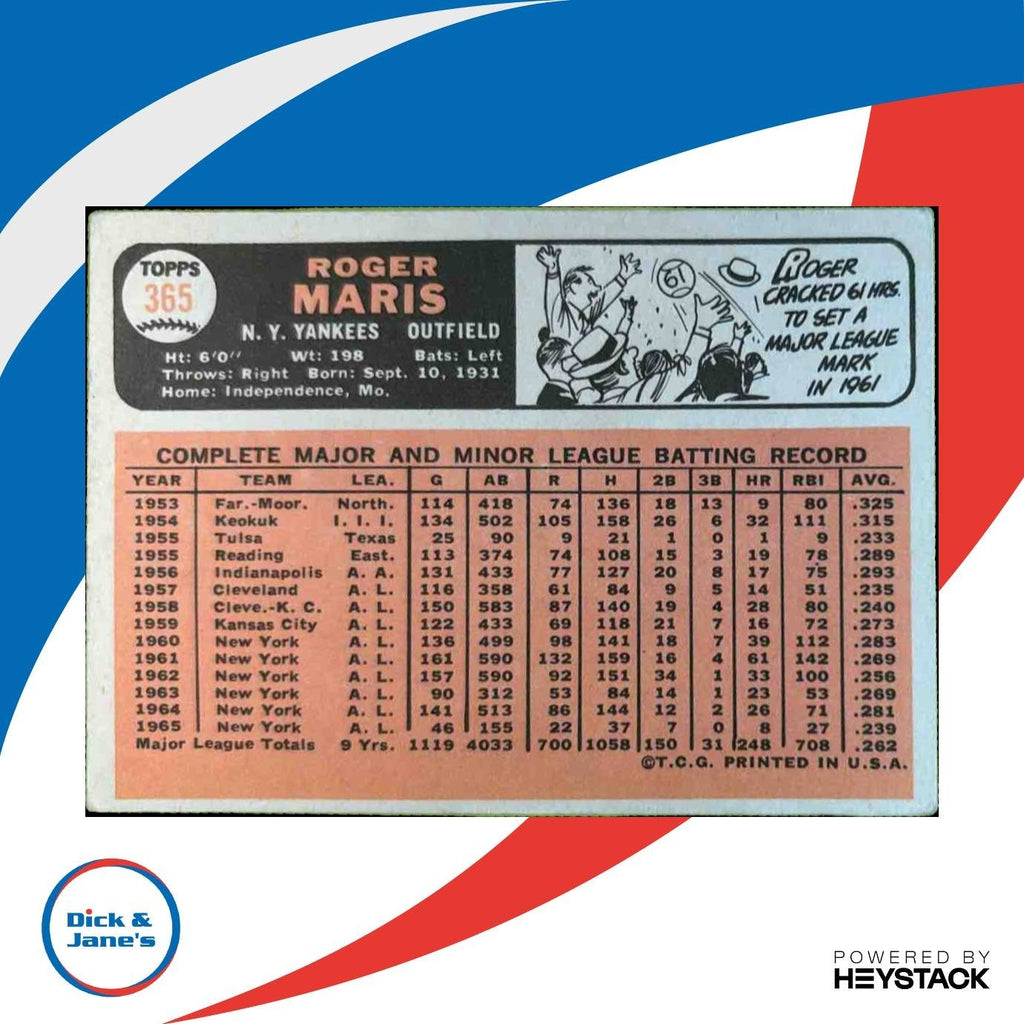 TOPPS
365
ROGER
MARIS
N. Y. YANKEES OUTFIELD
Ht: 6'0" Wt: 198 Bats: Left
Throws: Right Born: Sept. 10, 1931
Home: Independence, Mo.
61
ROGER
CRACKED 61 HRS.
TO SET A
MAJOR LEAGUE
MARK
IN 1961
COMPLETE MAJOR AND MINOR LEAGUE BATTING RECORD
YEAR TEAM LEA. G AB R H 2B 3B HR RBI AVG.
1953 Far.-Moor. North. 114 418 74 136 18 13 9 80 .325
1954 Keokuk I. I. I. 134 502 105 158 26 6 32 111 .315
1955 Tulsa Texas 25 90 9 21 1 0 1 9 .233
1955 Reading East. 113 374 74 108 15 3 19 78 .289
1956 Indianapolis A. A. 131 433 77 127 20 8 17 75 .293
1957 Cleveland A. L. 116 358 61 84 9 5 14 51 .235
1958 Cleve.-K. C. A. L. 150 583 87 140 19 4 28 80 .240
1959 Kansas City A. L. 122 433 69 118 21 7 16 72 .273
1960 New York A. L. 136 499 98 141 18 7 39 112 .283
1961 New York A. L. 161 590 132 159 16 4 61 142 .269
1962 New York A. L. 157 590 92 151 34 1 33 100 .256
1963 New York A. L. 90 312 53 84 14 1 23 53 .269
1964 New York A. L. 141 513 86 144 12 2 26 71 .281
1965 New York A. L. 46 155 22 37 7 0 8 27 .239
Major League Totals 9 Yrs. 1119 4033 700 1058 150 31 248 708 .262
©T.C.G. PRINTED IN U.S.A.
Dick &
Jane's
POWERED BY
HEYSTACK